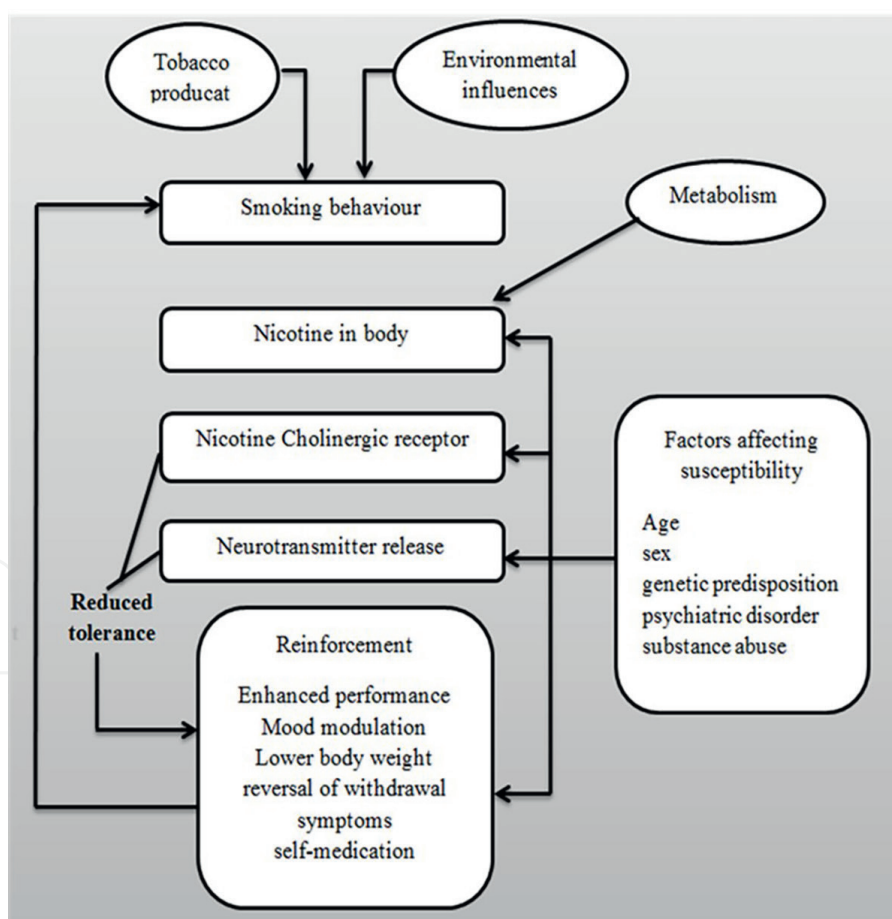 Tobacco
producat
Environmental
influences
Smoking behaviour
Metabolism
Nicotine in body
Nicotine Cholinergic receptor
Factors affecting
susceptibility
Age
sex
genetic predisposition
psychiatric disorder
substance abuse
Neurotransmitter release
Reduced
tolerance
Reinforcement
Enhanced performance
Mood modulation
Lower body weight
reversal of withdrawal
symptoms
self-medication